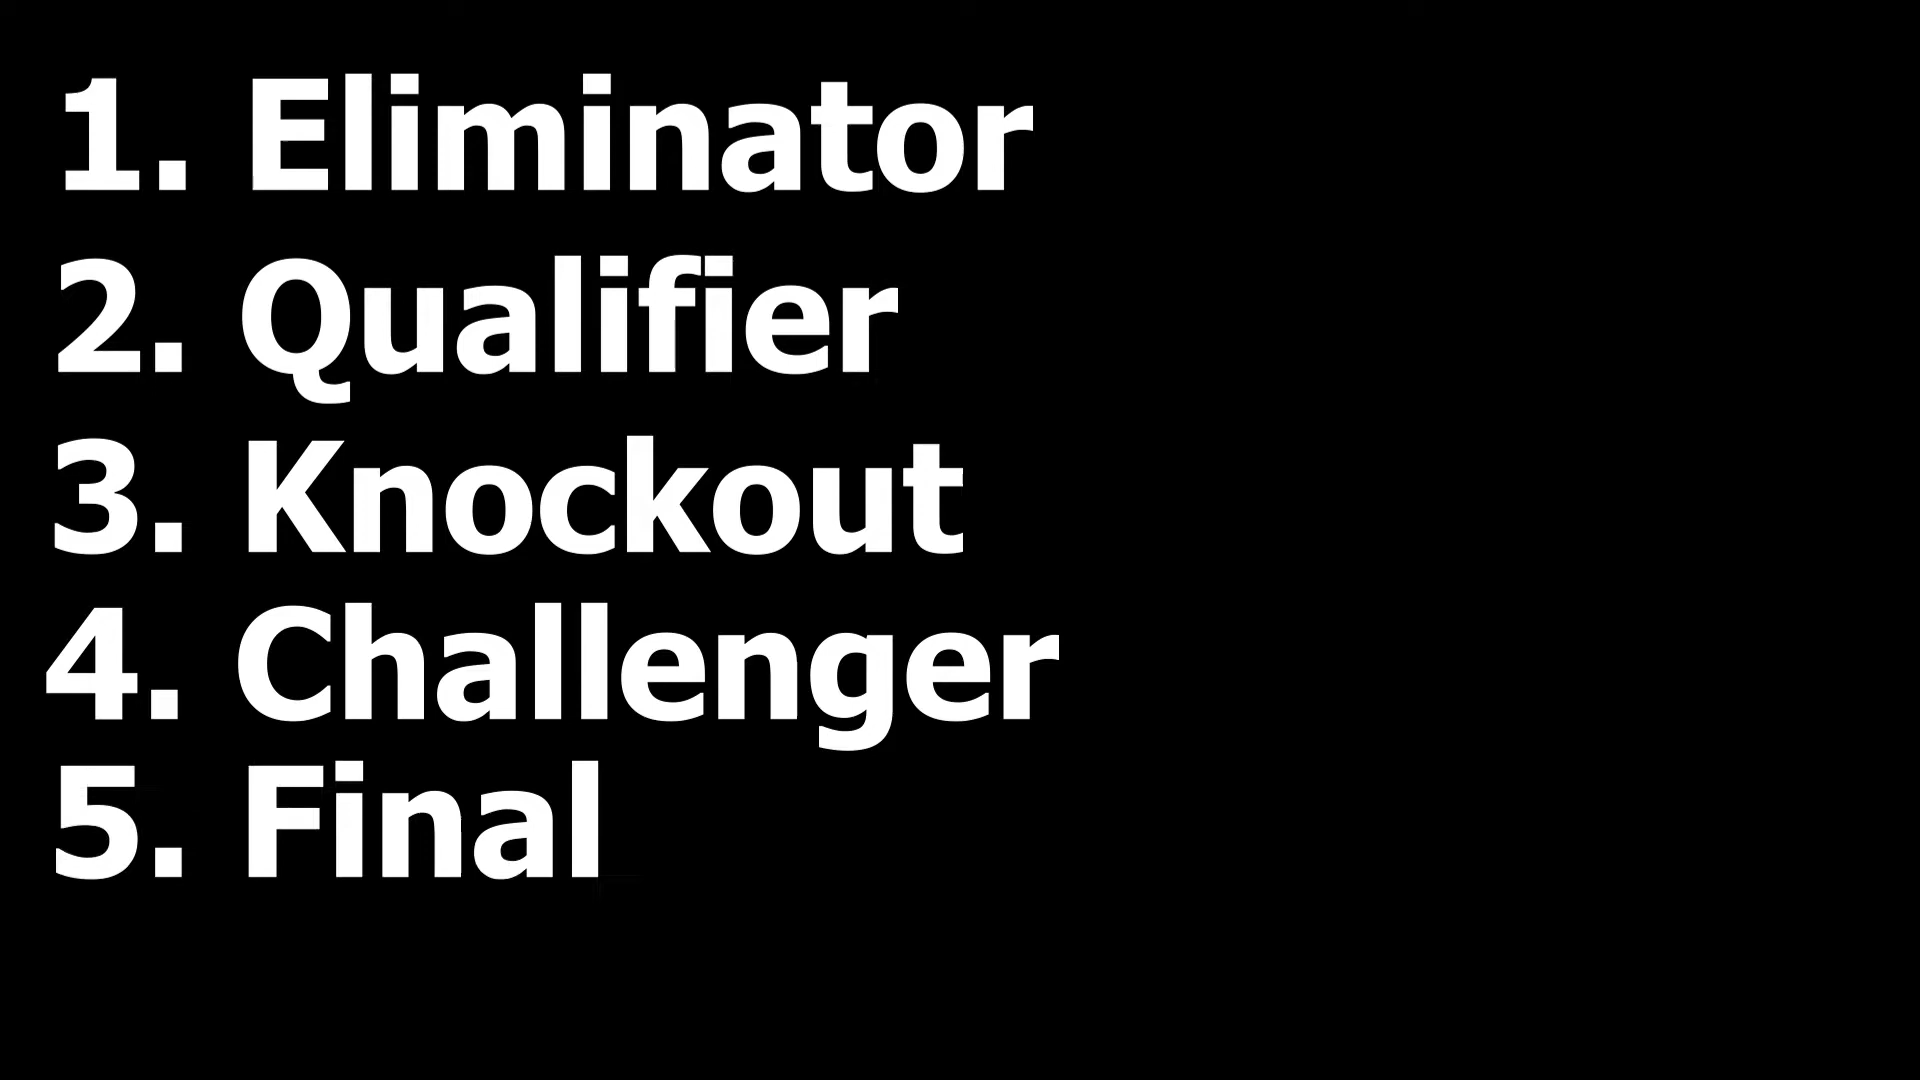 1. Eliminator
2. Qualifier
3. Knockout
4. Challenger
5. Final